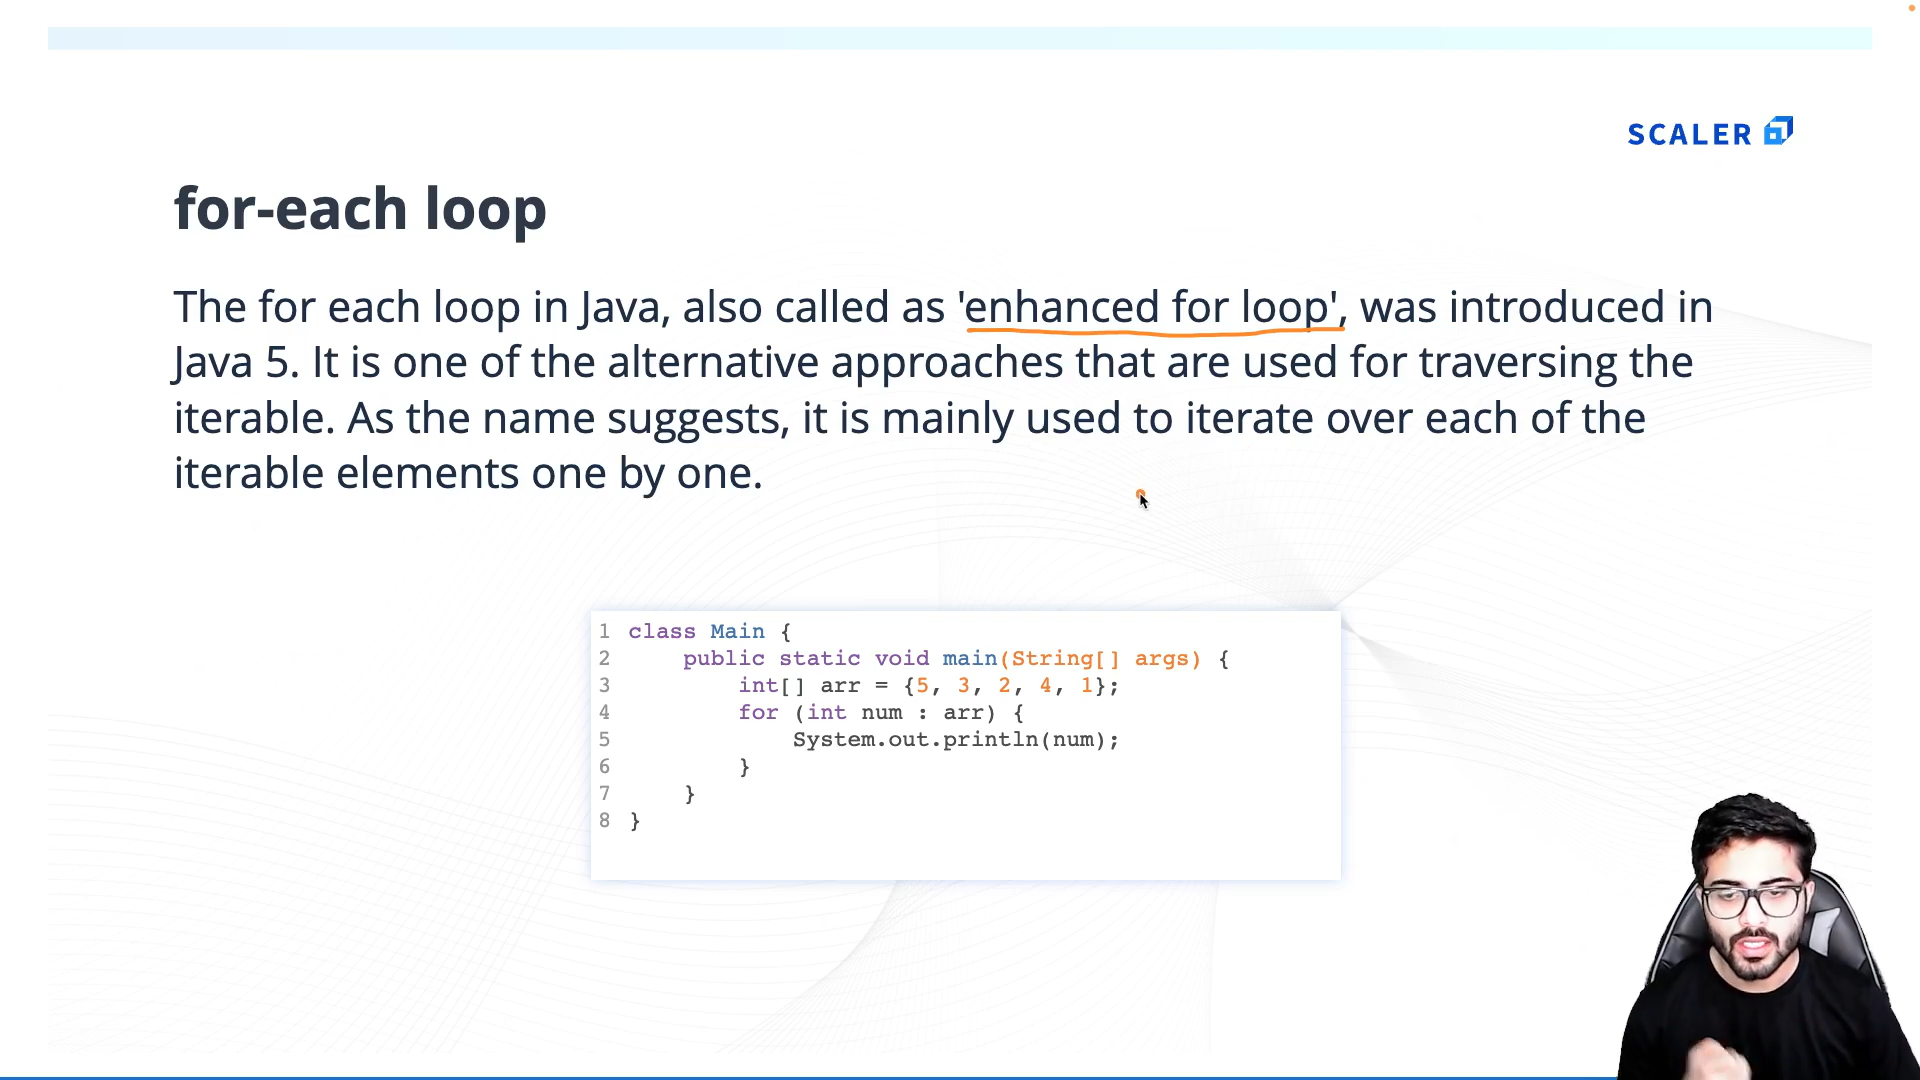 SCALER
for-each loop
The for each loop in Java, also called as 'enhanced for loop', was introduced in
Java 5. It is one of the alternative approaches that are used for traversing the
iterable. As the name suggests, it is mainly used to iterate over each of the
iterable elements one by one.
1 class Main {
2     public static void main(String[] args) {
3         int[] arr = {5, 3, 2, 4, 1};
4         for (int num : arr) {
5             System.out.println(num);
6         }
7     }
8 }